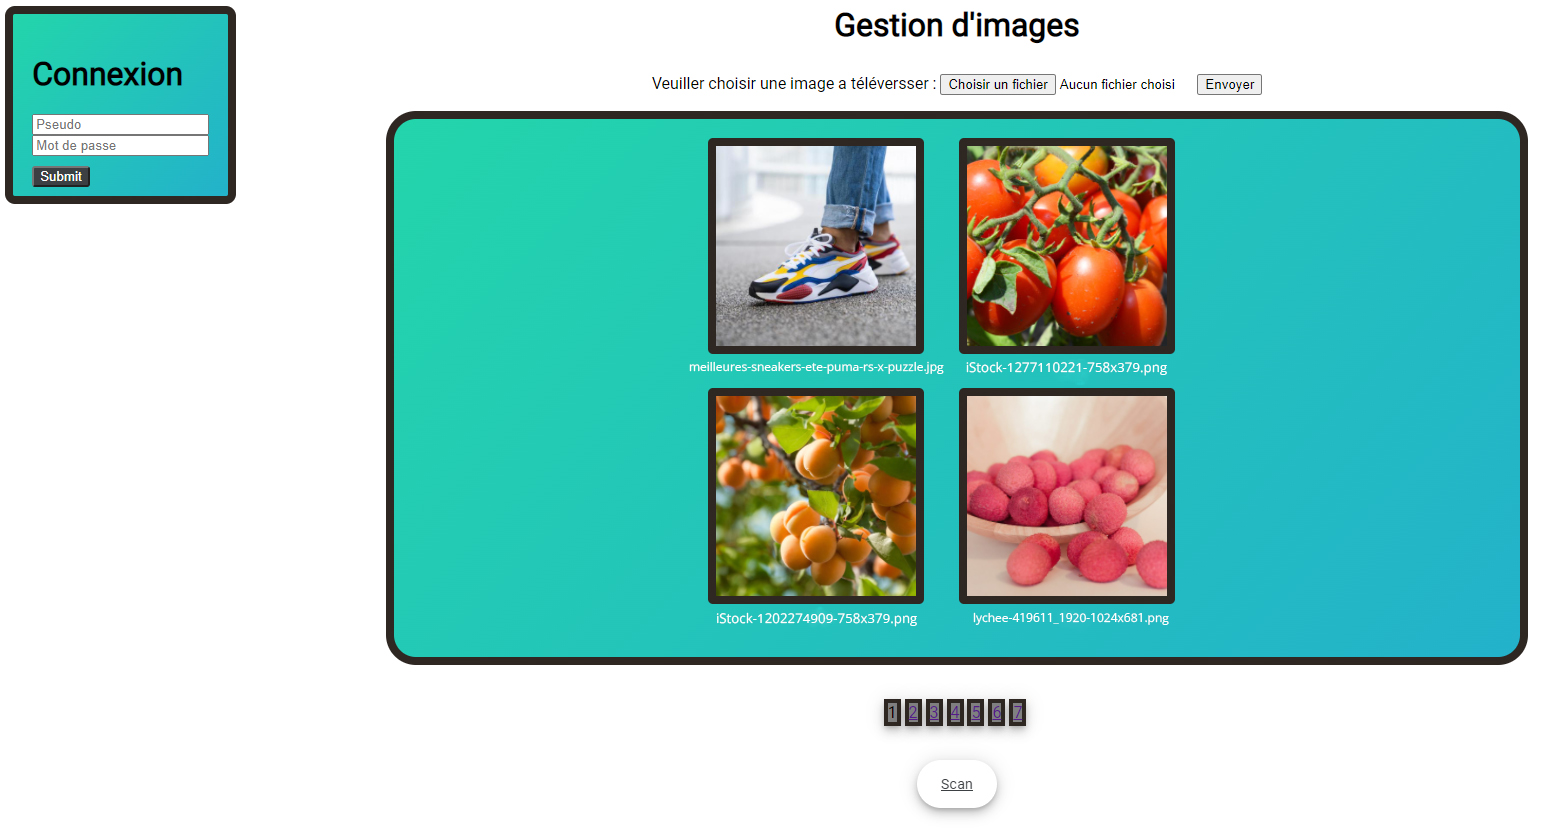 Connexion
Pseudo
Mot de passe
Submit
Gestion d'images
Veuiller choisir une image a téléversser : Choisir un fichier Aucun fichier choisi Envoyer
meilleures-sneakers-ete-puma-rs-x-puzzle.jpg iStock-1277110221-758x379.png
iStock-1202274909-758x379.png lychee-419611_1920-1024x681.png
1 2 3 4 5 6 7
Scan